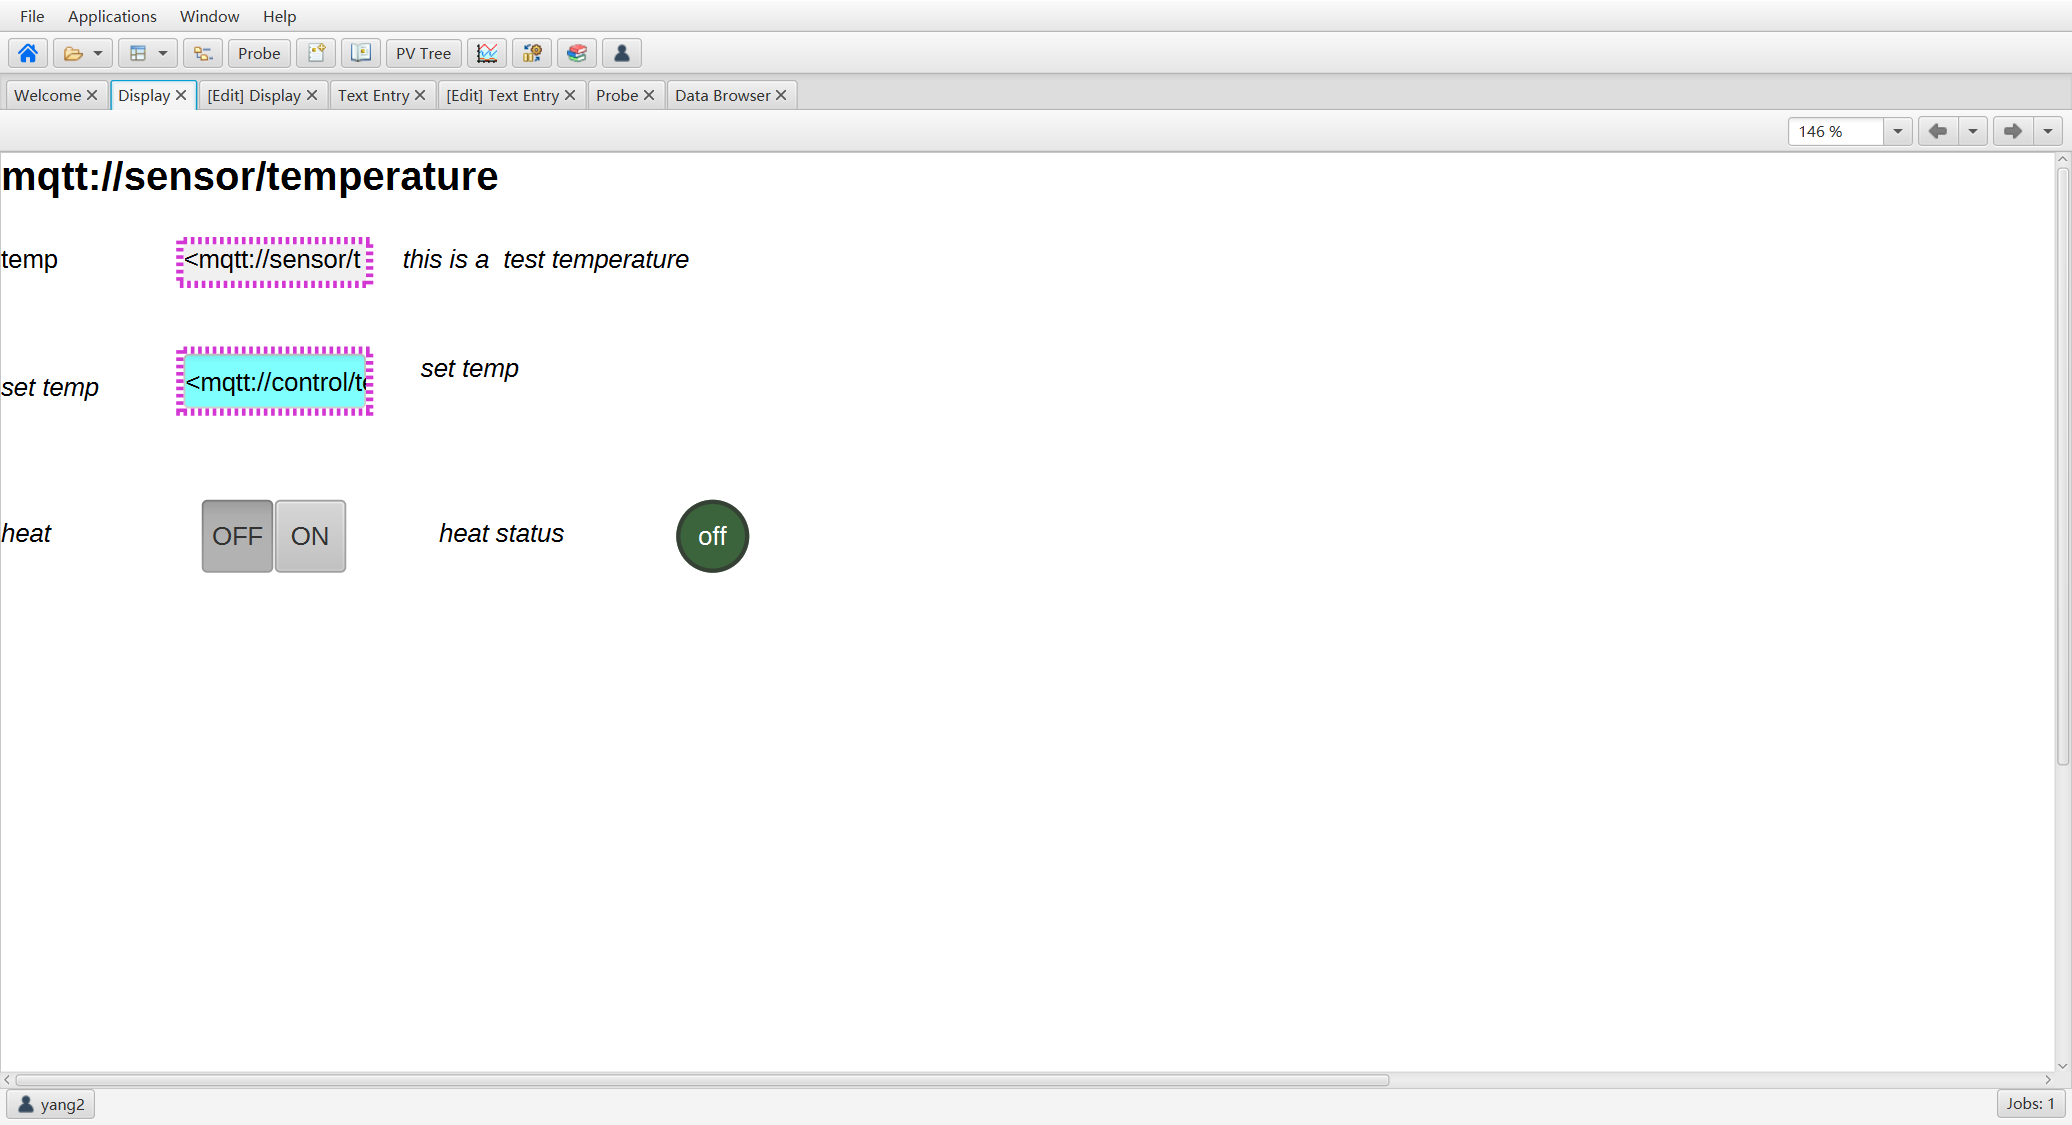 File Applications Window Help
Probe PV Tree
Welcome Display [Edit] Display Text Entry [Edit] Text Entry Probe Data Browser
146 %
mqtt://sensor/temperature
temp <mqtt://sensor/t this is a test temperature
set temp <mqtt://control/te set temp
heat OFF ON heat status off
yang2 Jobs: 1